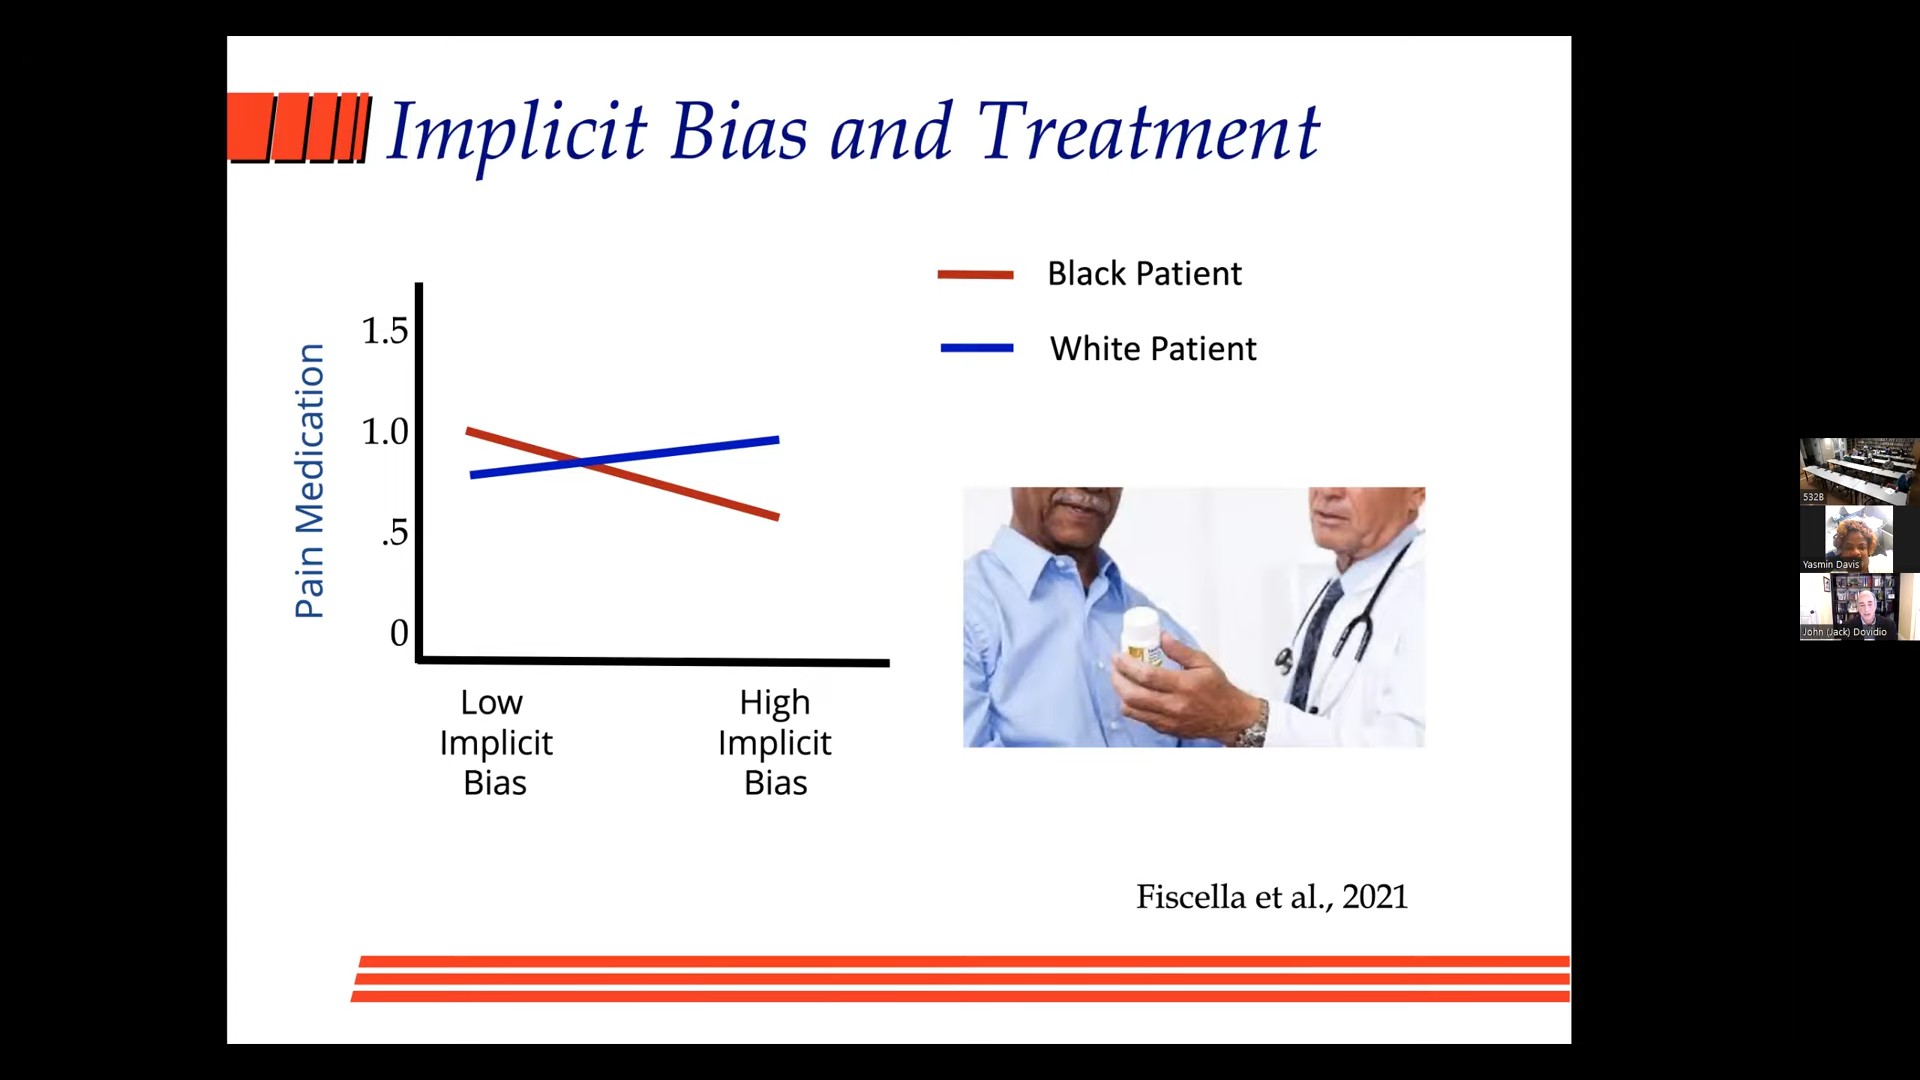 Implicit Bias and Treatment
Black Patient
White Patient
Pain Medication
1.5
1.0
.5
0
Low
Implicit
Bias
High
Implicit
Bias
Fiscella et al., 2021
532B
Yasmin Davis
John (Jack) Dovidio